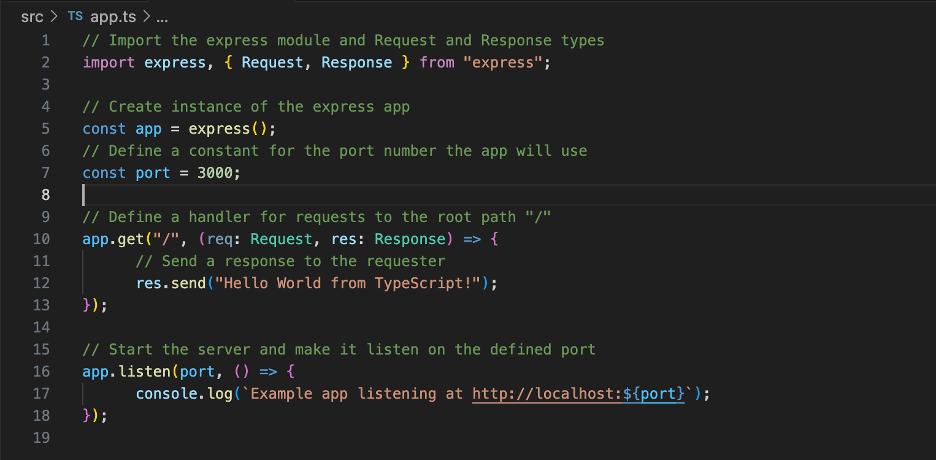 src > TS app.ts > ...
1 // Import the express module and Request and Response types
2 import express, { Request, Response } from "express";
3
4 // Create instance of the express app
5 const app = express();
6 // Define a constant for the port number the app will use
7 const port = 3000;
8
9 // Define a handler for requests to the root path "/"
10 app.get("/", (req: Request, res: Response) => {
11 // Send a response to the requester
12 res.send("Hello World from TypeScript!");
13 });
14
15 // Start the server and make it listen on the defined port
16 app.listen(port, () => {
17 console.log(`Example app listening at http://localhost:${port}`);
18 });
19